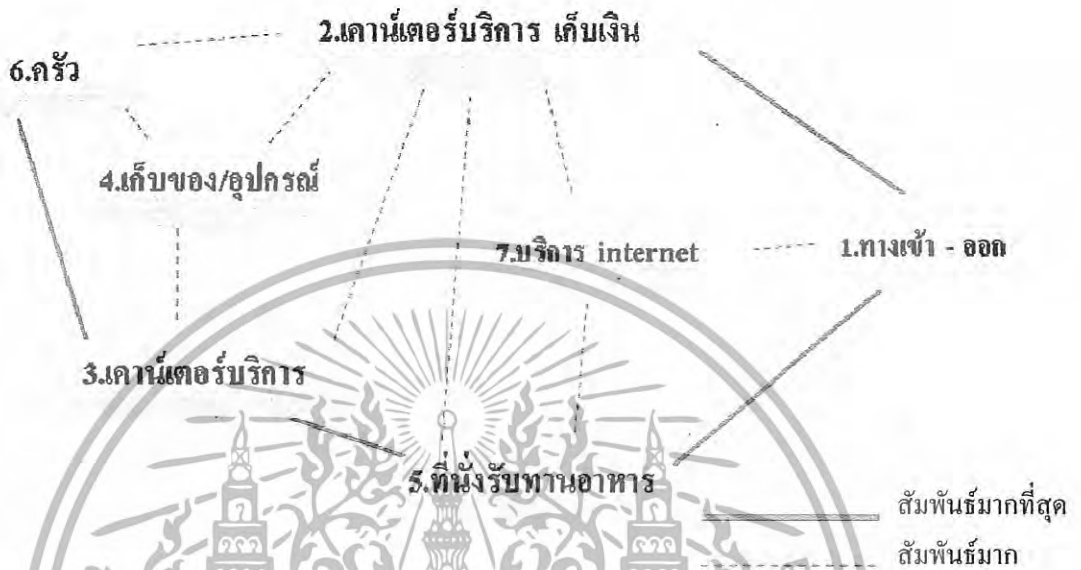 2.เคาน์เตอร์บริการ เก็บเงิน
6.ครัว
4.เก็บของ/อุปกรณ์
7.บริการ internet
1.ทางเข้า - ออก
3.เคาน์เตอร์บริการ
5.ที่นั่งรับทานอาหาร
สัมพันธ์มากที่สุด
สัมพันธ์มาก